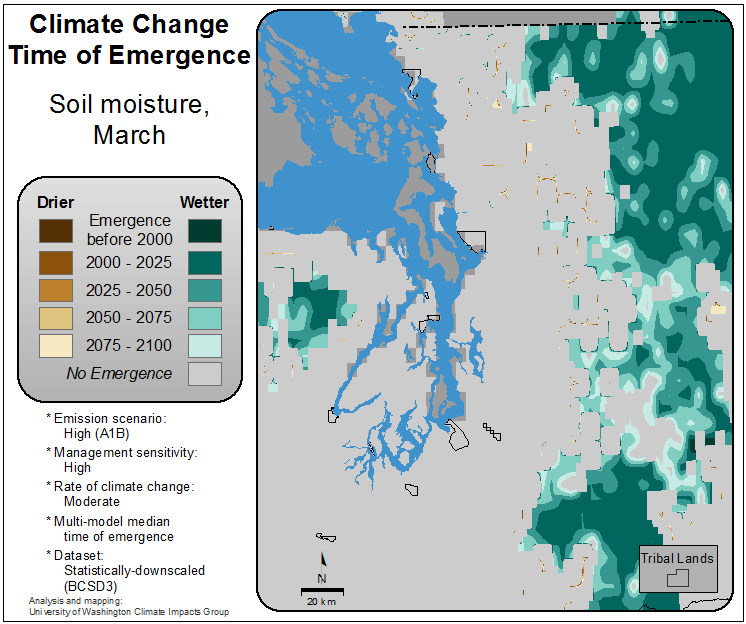 Climate Change
Time of Emergence
Soil moisture,
March
Drier Wetter
Emergence
before 2000
2000 - 2025
2025 - 2050
2050 - 2075
2075 - 2100
No Emergence
* Emission scenario:
High (A1B)
* Management sensitivity:
High
* Rate of climate change:
Moderate
* Multi-model median
time of emergence
* Dataset:
Statistically-downscaled
(BCSD3)
Analysis and mapping:
University of Washington Climate Impacts Group
N
20 km
Tribal Lands